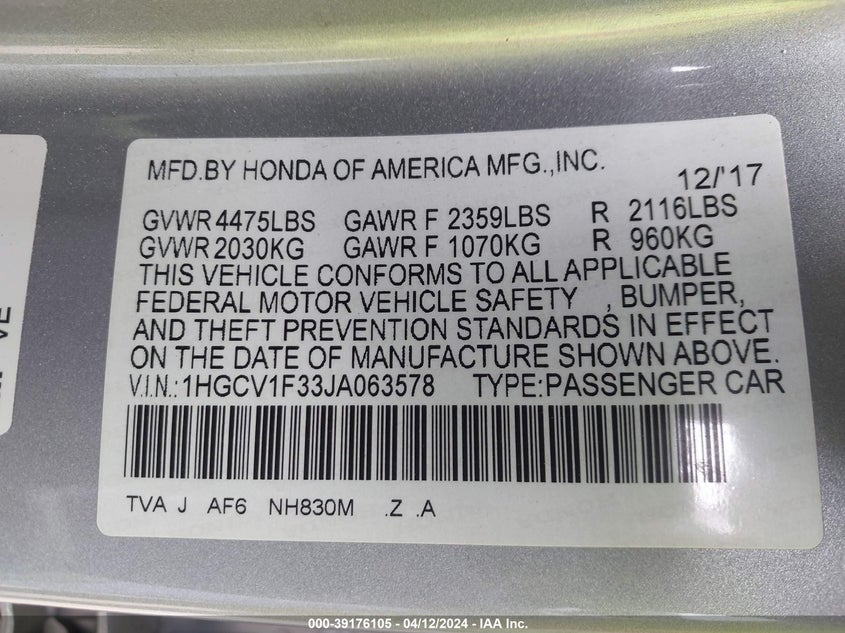 MFD.BY HONDA OF AMERICA MFG.,INC. 12/'17
GVWR 4475LBS GAWR F 2359LBS R 2116LBS
GVWR 2030KG GAWR F 1070KG R 960KG
THIS VEHICLE CONFORMS TO ALL APPLICABLE
FEDERAL MOTOR VEHICLE SAFETY , BUMPER,
AND THEFT PREVENTION STANDARDS IN EFFECT
ON THE DATE OF MANUFACTURE SHOWN ABOVE.
V.I.N.:1HGCV1F33JA063578 TYPE:PASSENGER CAR
TVA J AF6 NH830M .Z .A
000-39176105 - 04/12/2024 - IAA Inc.